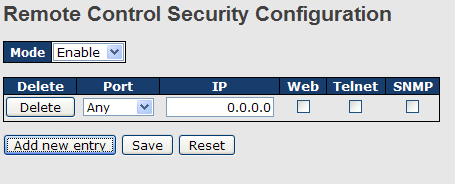 Remote Control Security Configuration
Mode Enable
Delete Port IP Web Telnet SNMP
Delete Any 0.0.0.0
Add new entry Save Reset